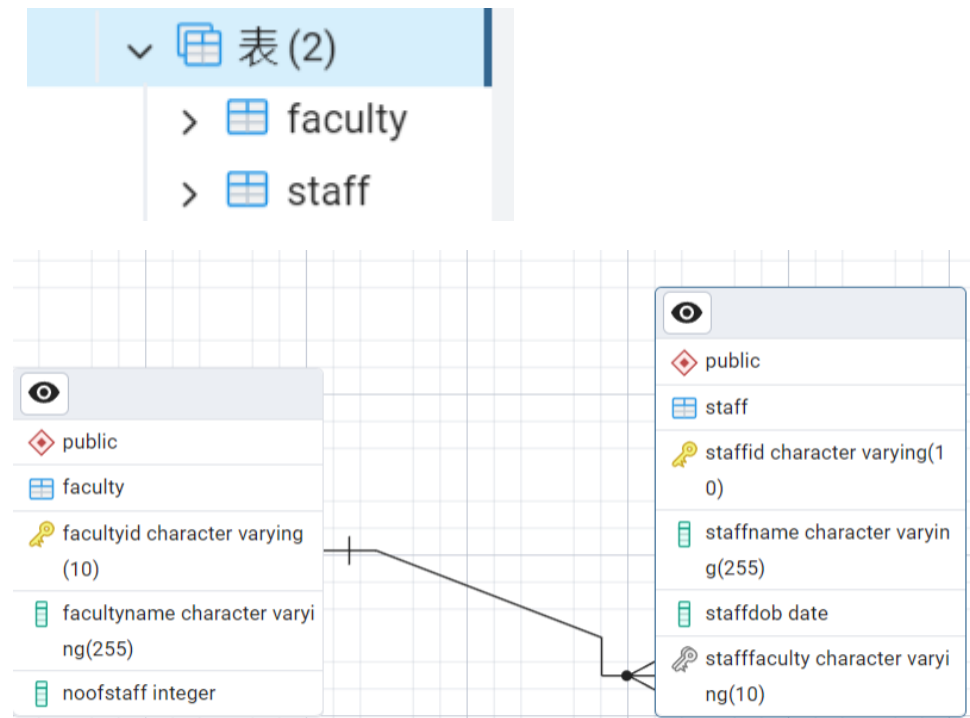 表 (2)
faculty
staff
public
faculty
facultyid character varying
(10)
facultyname character varyi
ng(255)
noofstaff integer
public
staff
staffid character varying(1
0)
staffname character varyin
g(255)
staffdob date
stafffaculty character varyi
ng(10)